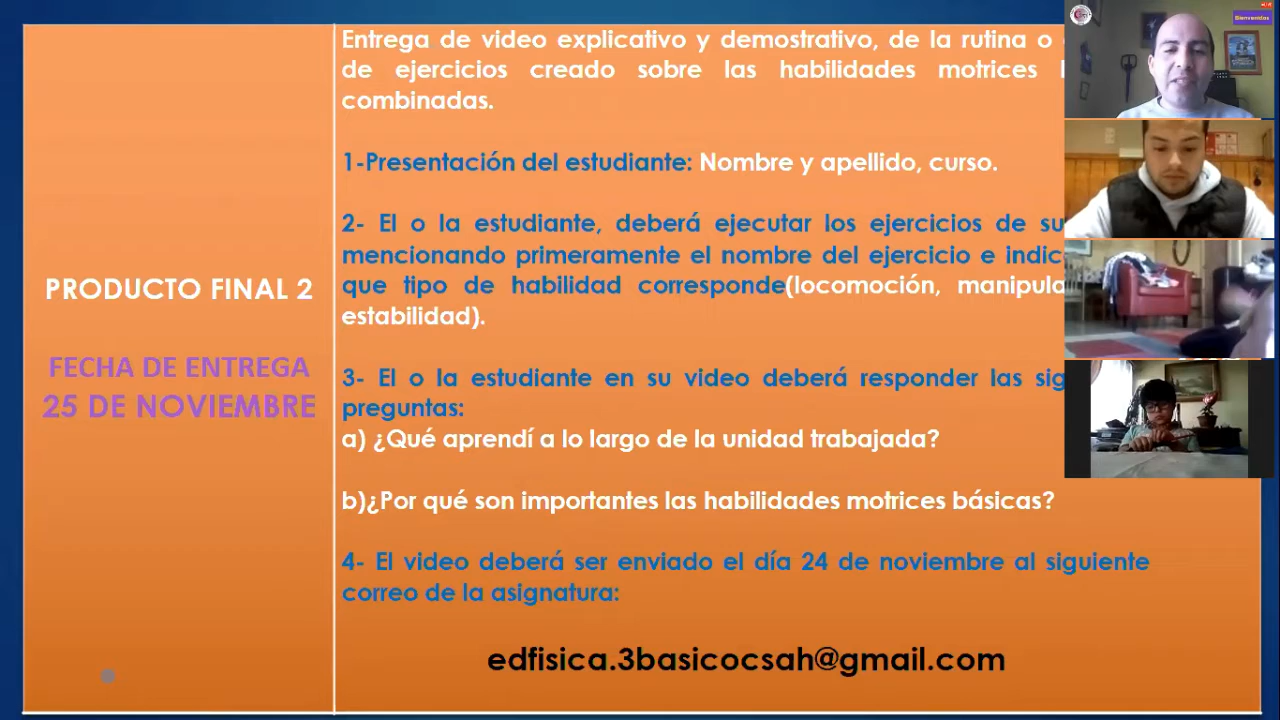 PRODUCTO FINAL 2
FECHA DE ENTREGA
25 DE NOVIEMBRE
Entrega de video explicativo y demostrativo, de la rutina o
de ejercicios creado sobre las habilidades motrices
combinadas.
1-Presentación del estudiante: Nombre y apellido, curso.
2- El o la estudiante, deberá ejecutar los ejercicios de su
mencionando primeramente el nombre del ejercicio e indic
que tipo de habilidad corresponde(locomoción, manipula
estabilidad).
3- El o la estudiante en su video deberá responder las sig
preguntas:
a) ¿Qué aprendí a lo largo de la unidad trabajada?
b)¿Por qué son importantes las habilidades motrices básicas?
4- El video deberá ser enviado el día 24 de noviembre al siguiente
correo de la asignatura:
edfisica.3basicocsah@gmail.com
Bienvenidos